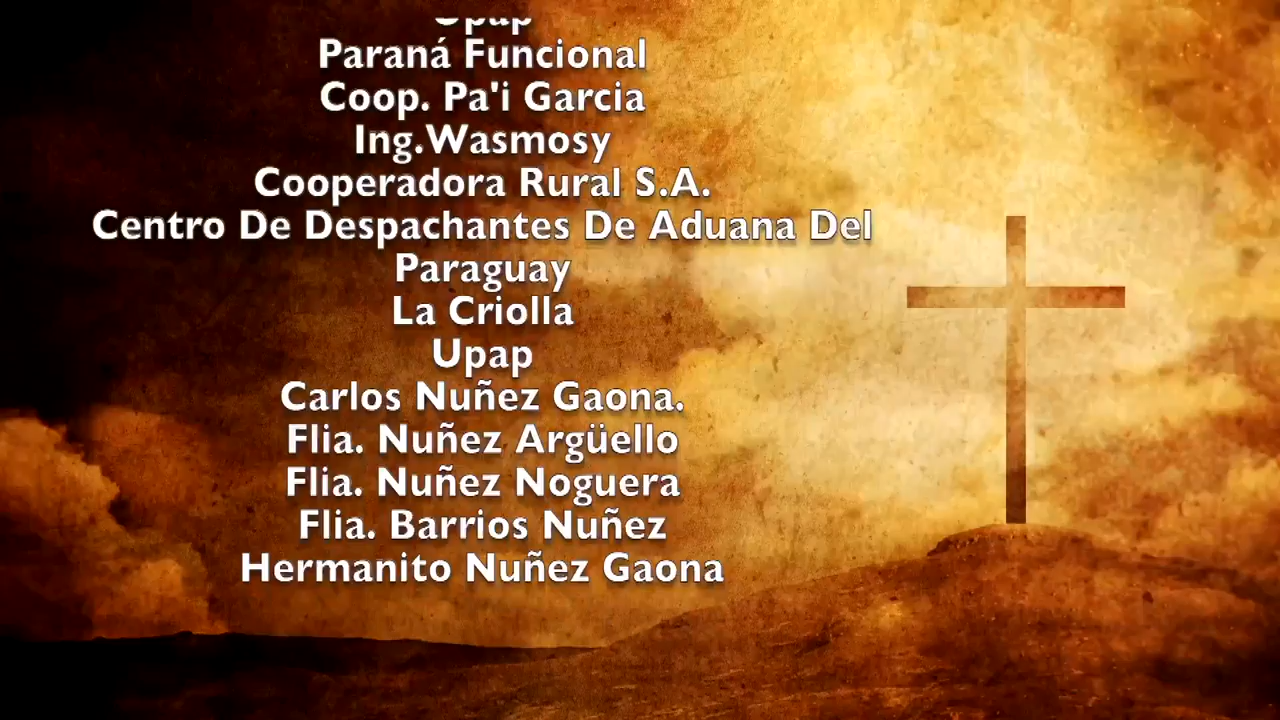 Upap
Paraná Funcional
Coop. Pa'i Garcia
Ing.Wasmosy
Cooperadora Rural S.A.
Centro De Despachantes De Aduana Del
Paraguay
La Criolla
Upap
Carlos Nuñez Gaona.
Flia. Nuñez Argüello
Flia. Nuñez Noguera
Flia. Barrios Nuñez
Hermanito Nuñez Gaona